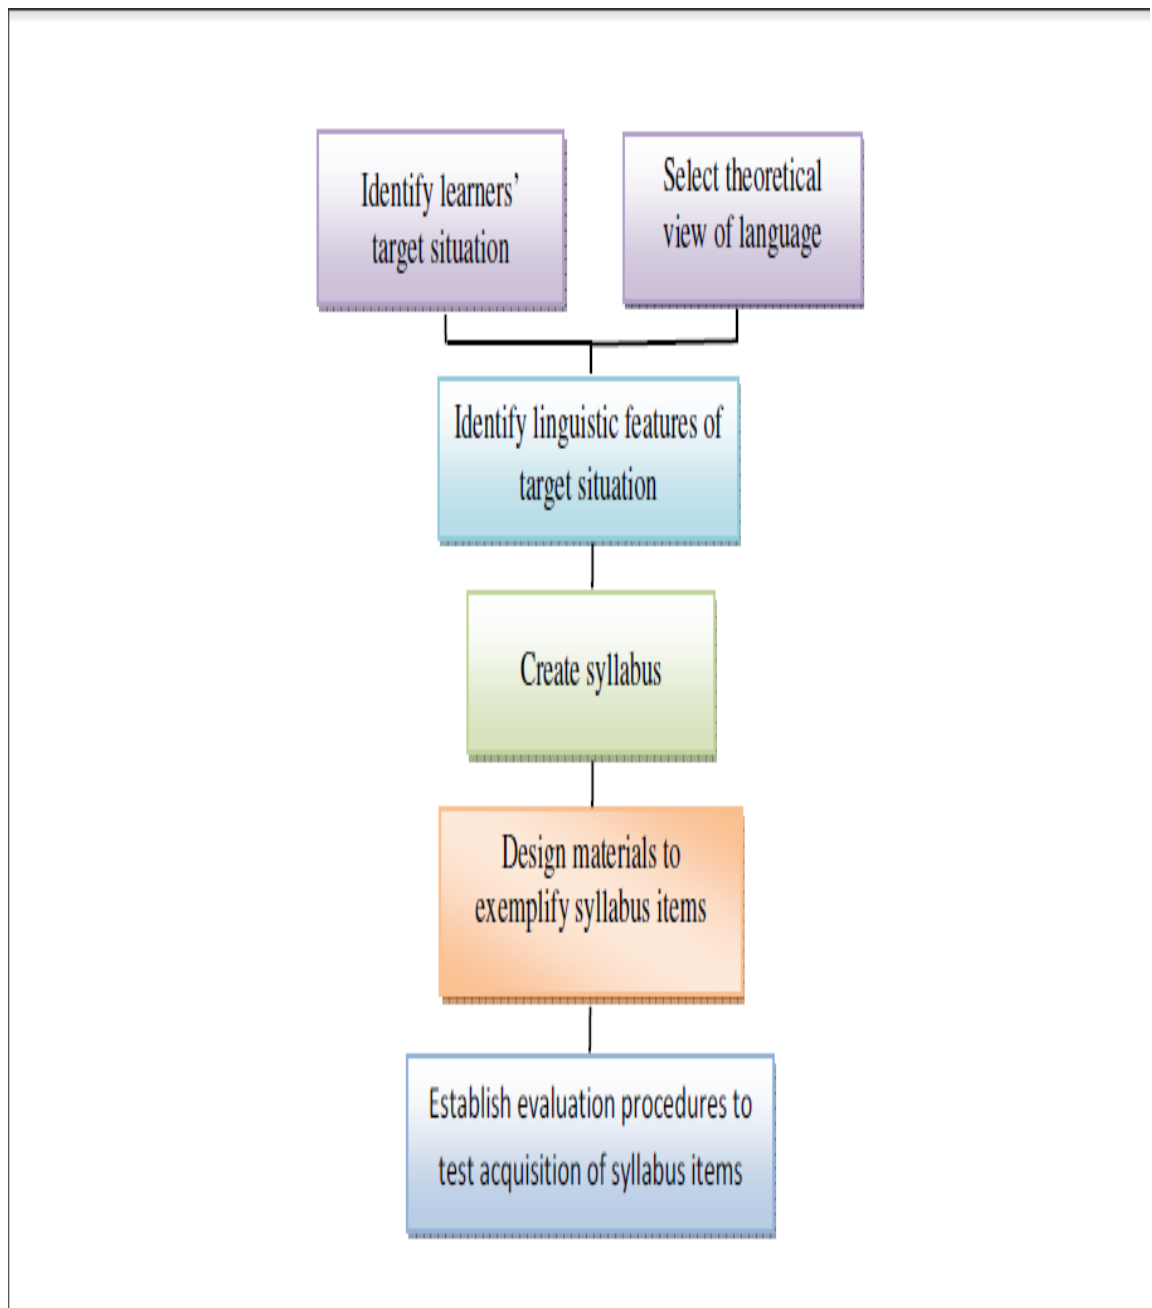 Identify learners’
target situation
Select theoretical
view of language
Identify linguistic features of
target situation
Create syllabus
Design materials to
exemplify syllabus items
Establish evaluation procedures to
test acquisition of syllabus items